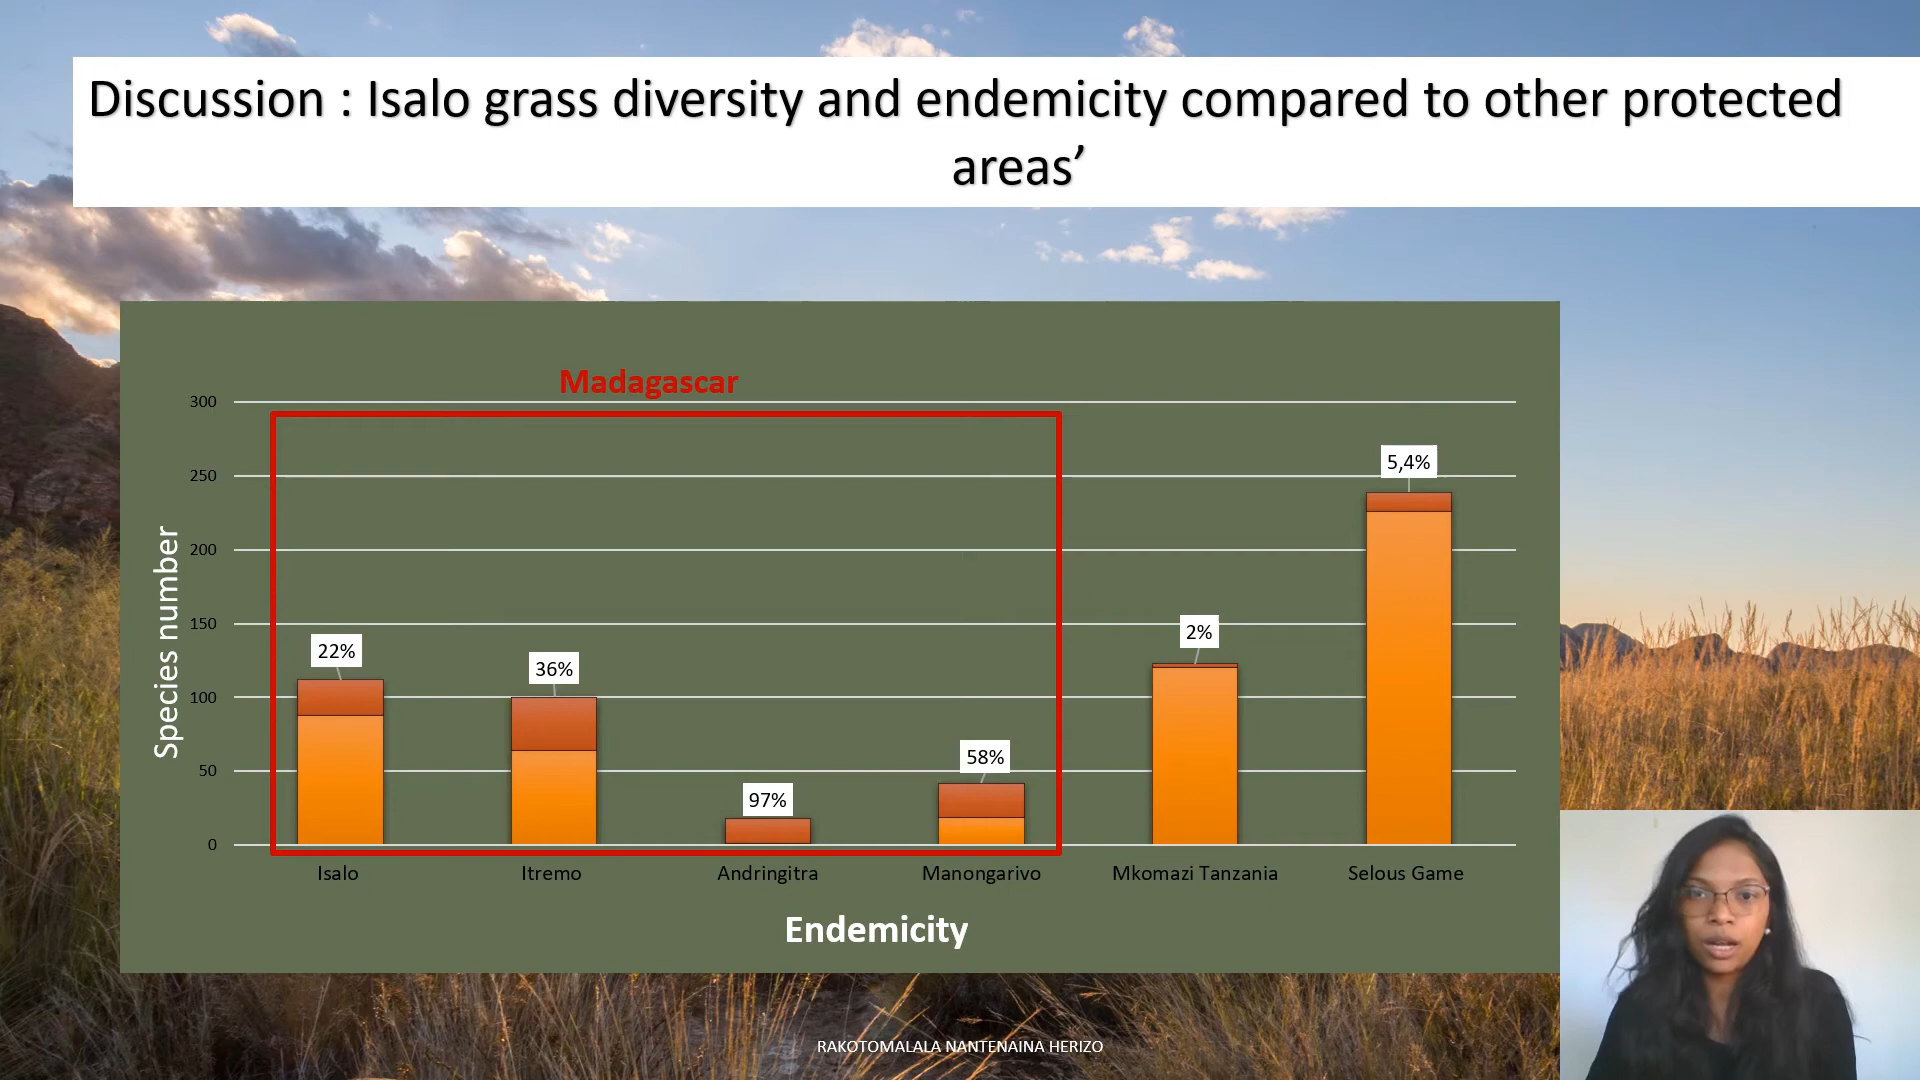 Discussion : Isalo grass diversity and endemicity compared to other protected
areas’
Madagascar
300
250
200
150
100
50
0
Species number
22%
36%
97%
58%
2%
5,4%
Isalo
Itremo
Andringitra
Manongarivo
Mkomazi Tanzania
Selous Game
Endemicity
RAKOTOMALALA NANTENAINA HERIZO